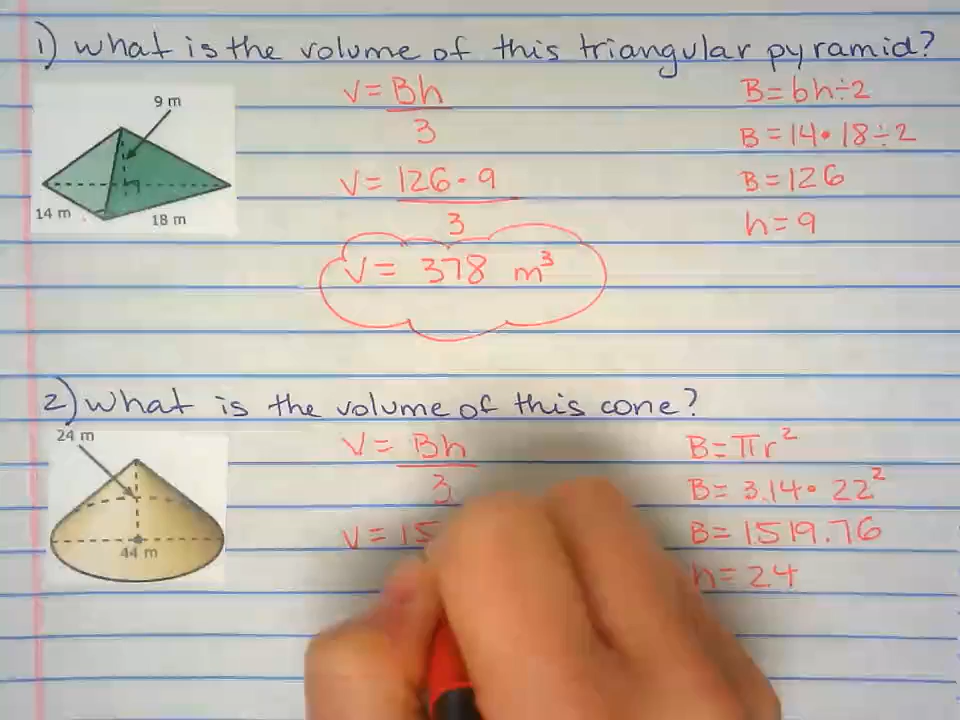 1) What is the volume of this triangular pyramid?
9 m
14 m
18 m
V = Bh
3
V = 126 · 9
3
V = 378 m³
B = bh ÷ 2
B = 14 · 18 ÷ 2
B = 126
h = 9
2) What is the volume of this cone?
24 m
44 m
V = Bh
3
V = 15
B = πr²
B = 3.14 · 22²
B = 1519.76
h = 24